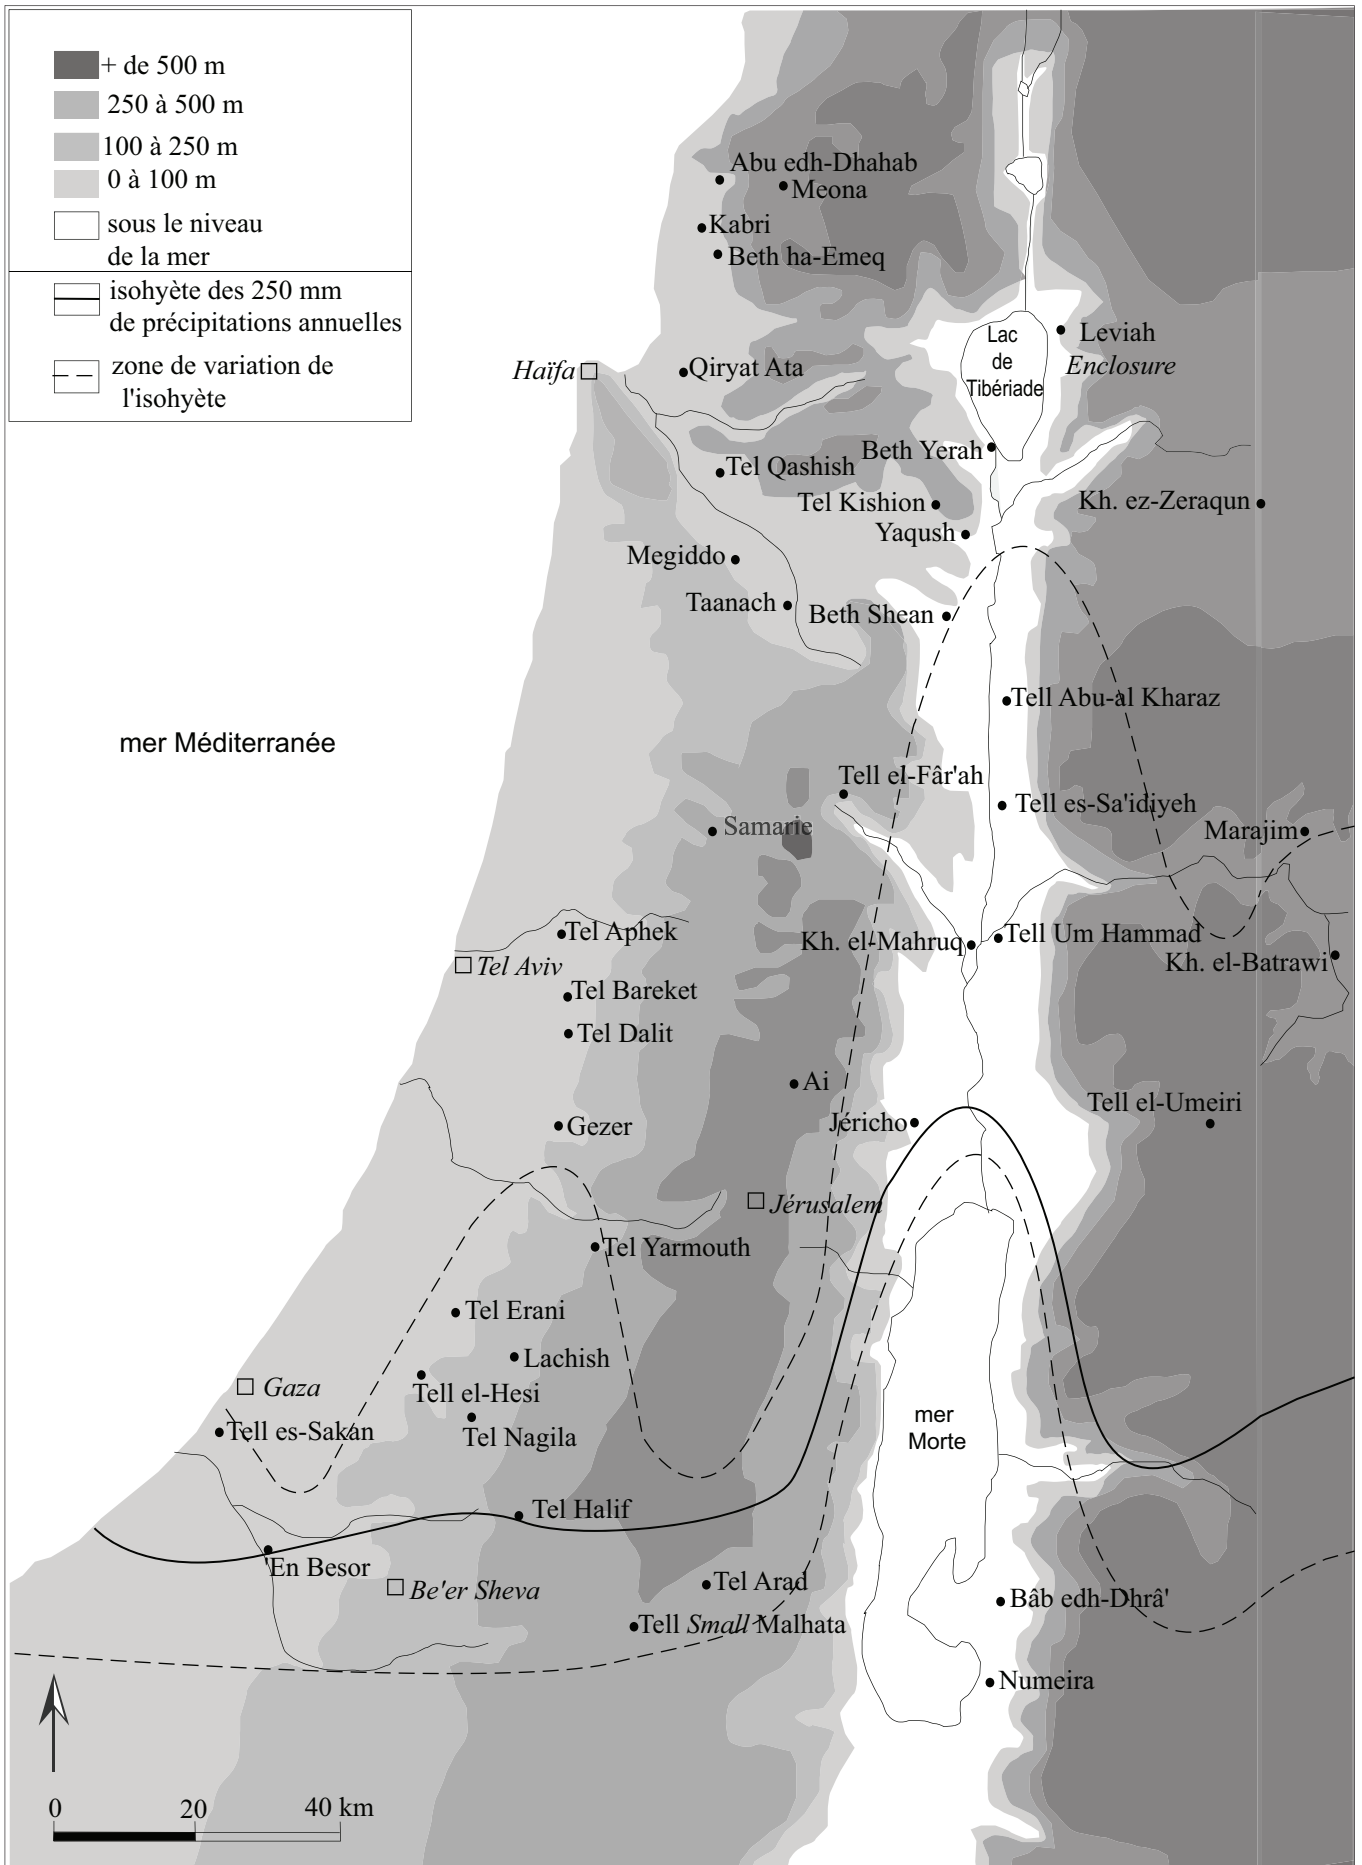 + de 500 m
250 à 500 m
100 à 250 m
0 à 100 m
sous le niveau
de la mer
isohyète des 250 mm
de précipitations annuelles
zone de variation de
l'isohyète
Abu edh-Dhahab
Meona
Kabri
Beth ha-Emeq
Lac
de
Tibériade
Leviah
Enclosure
Haïfa
Qiryat Ata
Beth Yerah
Tel Qashish
Tel Kishion
Kh. ez-Zeraqun
Yaqush
Megiddo
Taanach
Beth Shean
Tell Abu-al Kharaz
mer Méditerranée
Tell el-Fâr'ah
Tell es-Sa'idiyeh
Samarie
Marajim
Tel Aphek
Kh. el-Mahruq
Tell Um Hammad
Tel Aviv
Kh. el-Batrawi
Tel Bareket
Tel Dalit
Ai
Tell el-Umeiri
Gezer
Jéricho
Jérusalem
Tel Yarmouth
Tel Erani
Lachish
Gaza
Tell el-Hesi
Tell es-Sakan
Tel Nagila
mer
Morte
Tel Halif
'En Besor
Be'er Sheva
Tel Arad
Bâb edh-Dhrâ'
Tell Small Malhata
Numeira
0 20 40 km